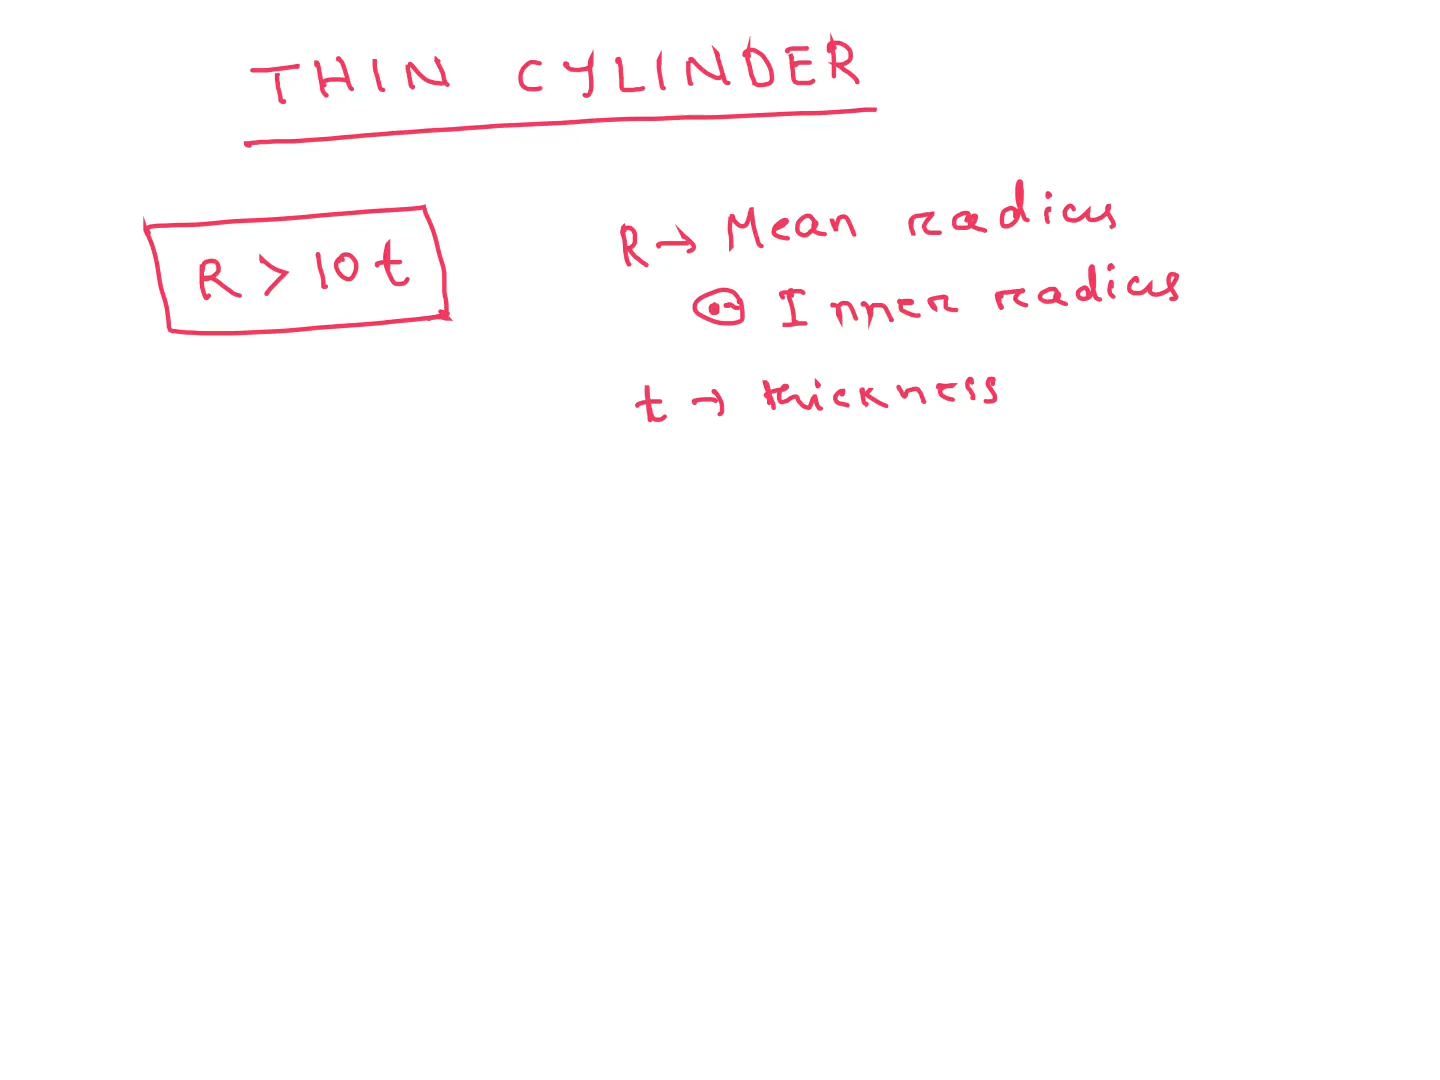 THIN CYLINDER
R > 10t
R → Mean radius
or Inner radius
t → thickness